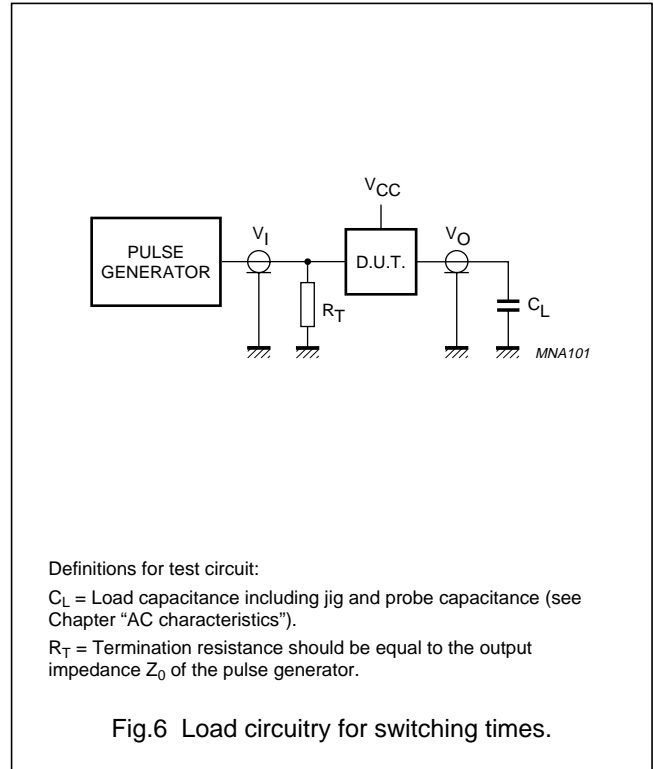 V_CC
PULSE
GENERATOR
V_I
D.U.T.
V_O
R_T
C_L
MNA101
Definitions for test circuit:
C_L = Load capacitance including jig and probe capacitance (see
Chapter “AC characteristics”).
R_T = Termination resistance should be equal to the output
impedance Z_0 of the pulse generator.
Fig.6 Load circuitry for switching times.